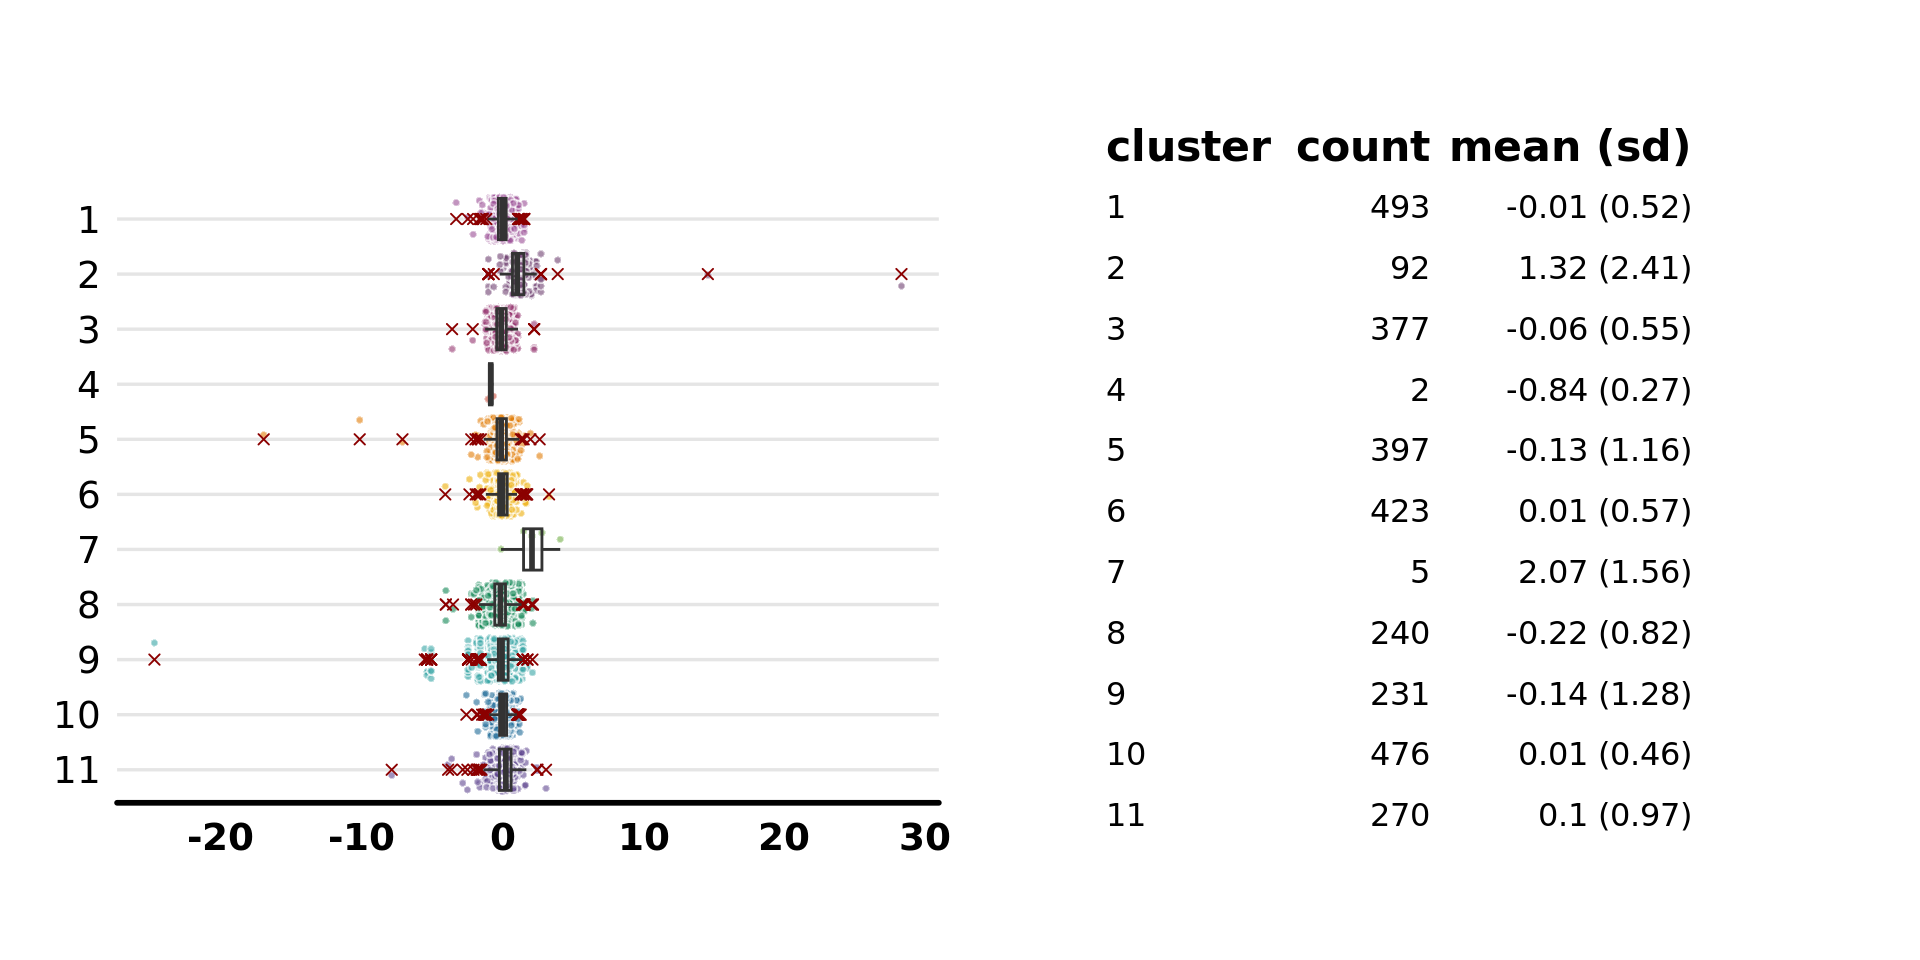 cluster count mean (sd)
1 493 -0.01 (0.52)
2 92 1.32 (2.41)
3 377 -0.06 (0.55)
4 2 -0.84 (0.27)
5 397 -0.13 (1.16)
6 423 0.01 (0.57)
7 5 2.07 (1.56)
8 240 -0.22 (0.82)
9 231 -0.14 (1.28)
10 476 0.01 (0.46)
11 270 0.1 (0.97)
1
2
3
4
5
6
7
8
9
10
11
-20 -10 0 10 20 30